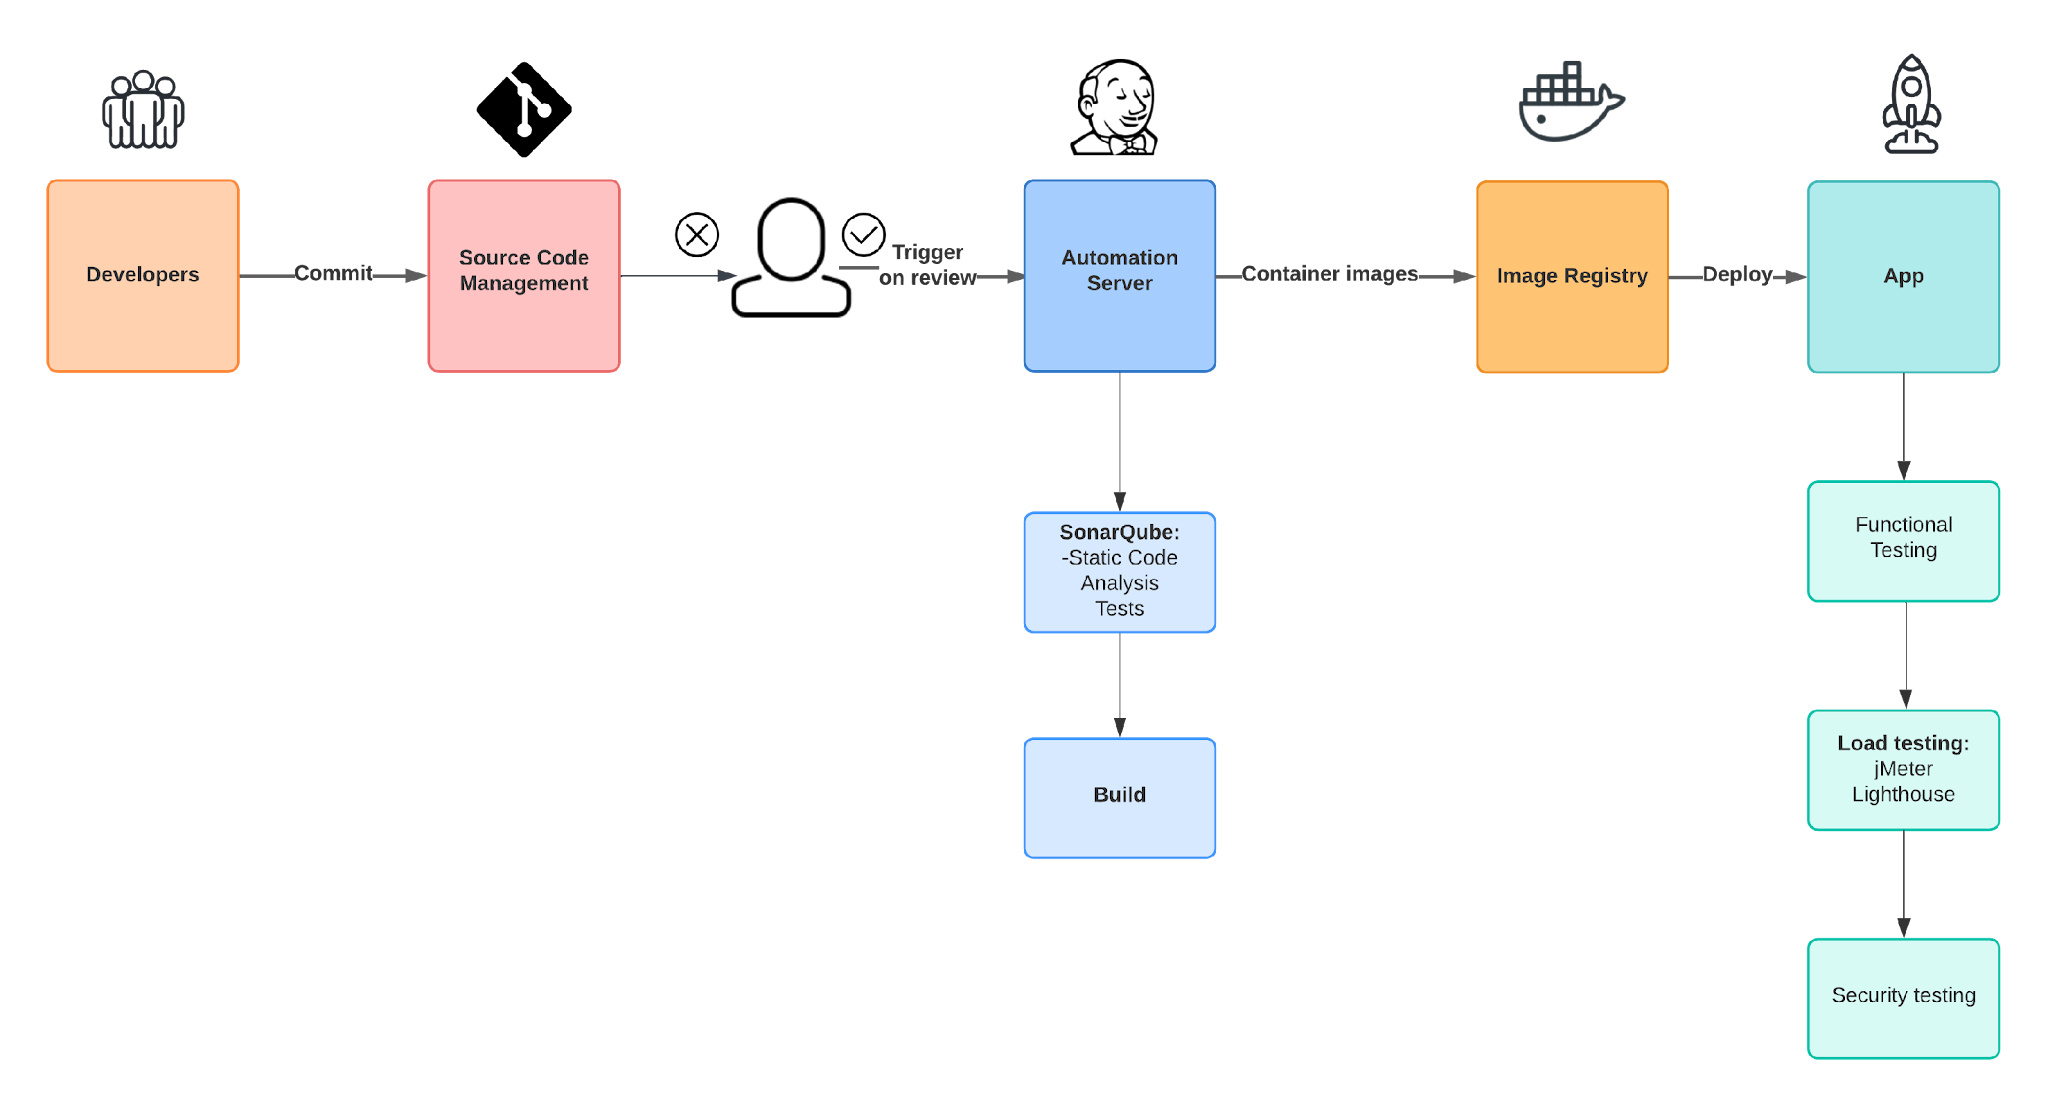 Developers
Commit
Source Code
Management
Trigger
on review
Automation
Server
Container images
Image Registry
Deploy
App
SonarQube:
-Static Code
Analysis
Tests
Build
Functional
Testing
Load testing:
jMeter
Lighthouse
Security testing